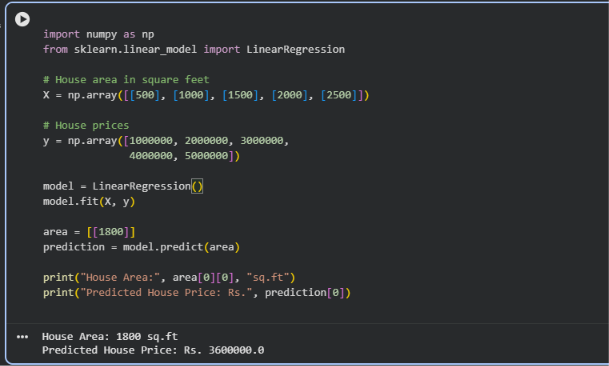 import numpy as np
from sklearn.linear_model import LinearRegression
# House area in square feet
X = np.array([[500], [1000], [1500], [2000], [2500]])
# House prices
y = np.array([1000000, 2000000, 3000000,
4000000, 5000000])
model = LinearRegression()
model.fit(X, y)
area = [[1800]]
prediction = model.predict(area)
print("House Area:", area[0][0], "sq.ft")
print("Predicted House Price: Rs.", prediction[0])
House Area: 1800 sq.ft
Predicted House Price: Rs. 3600000.0